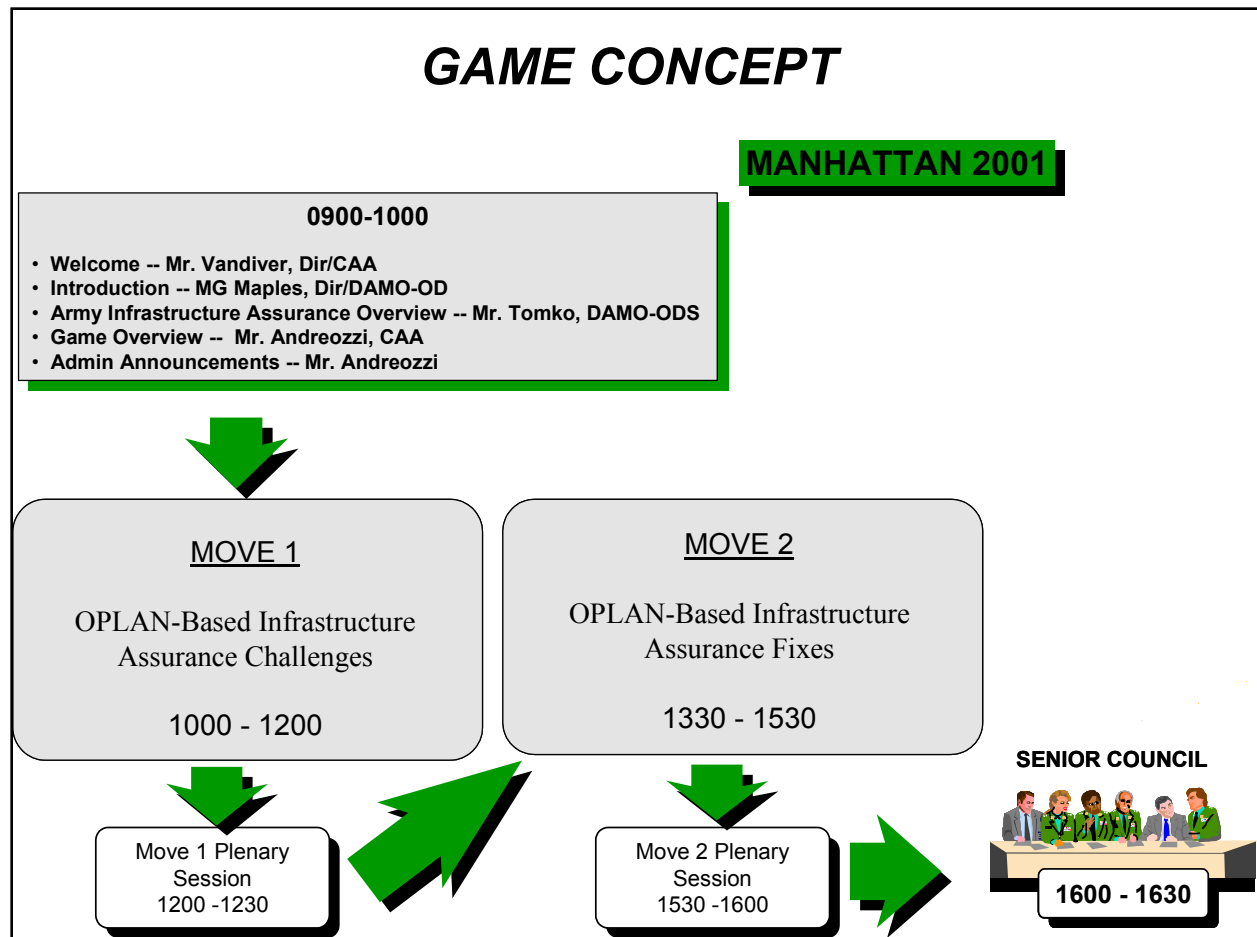 GAME CONCEPT
MANHATTAN 2001
0900-1000
• Welcome -- Mr. Vandiver, Dir/CAA
• Introduction -- MG Maples, Dir/DAMO-OD
• Army Infrastructure Assurance Overview -- Mr. Tomko, DAMO-ODS
• Game Overview -- Mr. Andreozzi, CAA
• Admin Announcements -- Mr. Andreozzi
MOVE 1
OPLAN-Based Infrastructure
Assurance Challenges
1000 - 1200
MOVE 2
OPLAN-Based Infrastructure
Assurance Fixes
1330 - 1530
Move 1 Plenary
Session
1200 -1230
Move 2 Plenary
Session
1530 -1600
SENIOR COUNCIL
1600 - 1630